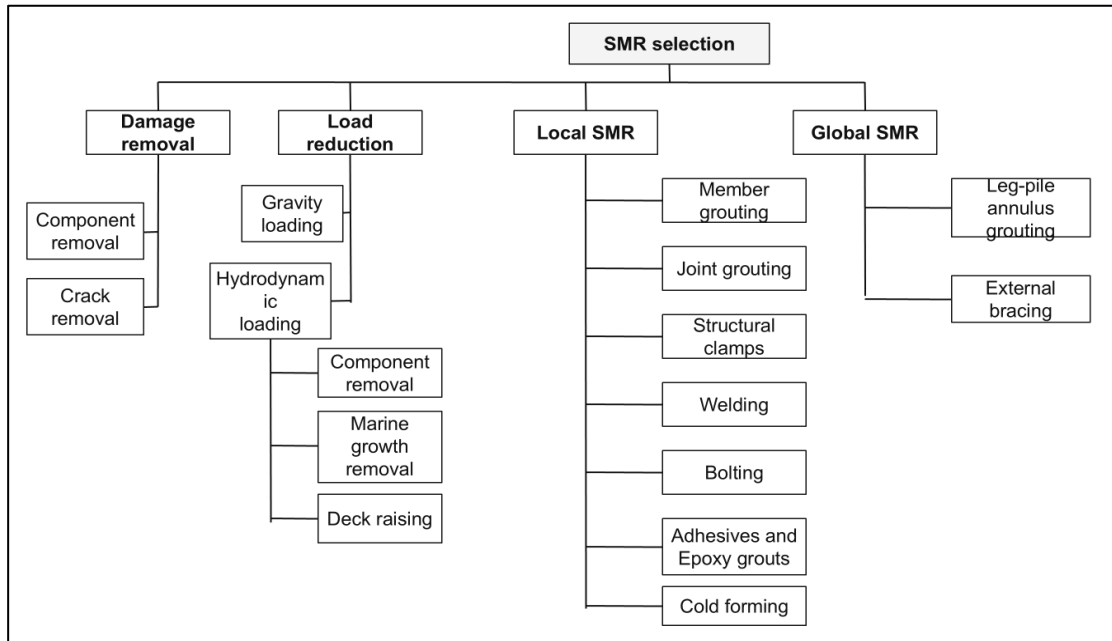 SMR selection
Damage
removal
Load
reduction
Local SMR
Global SMR
Component
removal
Crack
removal
Gravity
loading
Hydrodynam
ic
loading
Component
removal
Marine
growth
removal
Deck raising
Member
grouting
Joint grouting
Structural
clamps
Welding
Bolting
Adhesives and
Epoxy grouts
Cold forming
Leg-pile
annulus
grouting
External
bracing